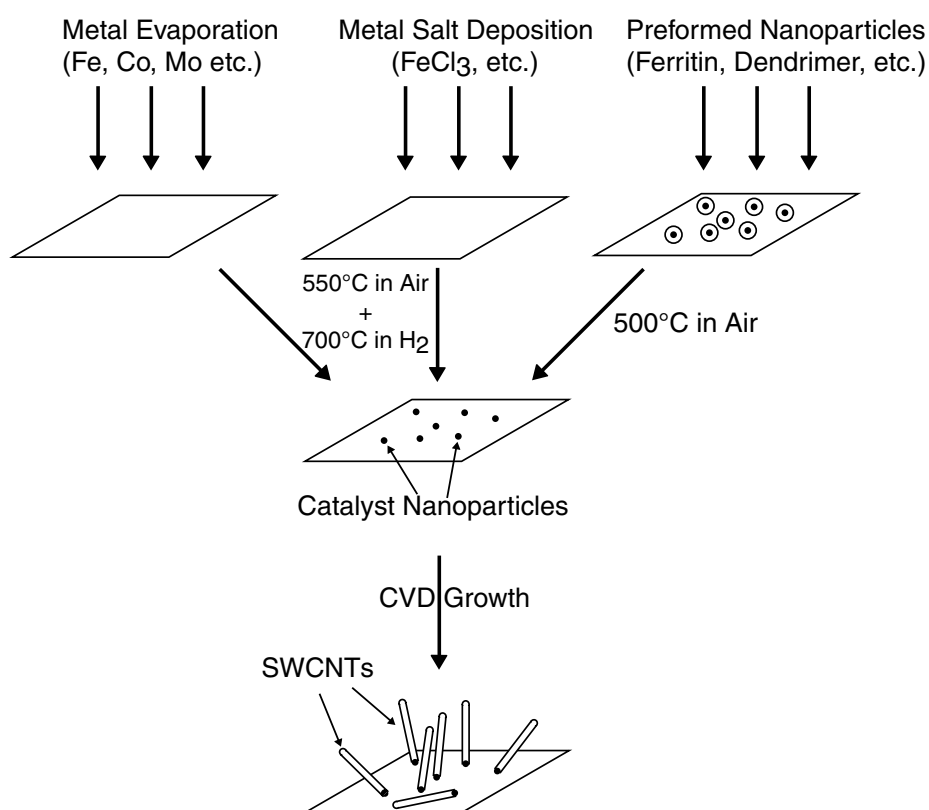 Metal Evaporation
(Fe, Co, Mo etc.)
Metal Salt Deposition
(FeCl3, etc.)
Preformed Nanoparticles
(Ferritin, Dendrimer, etc.)
550°C in Air
+
700°C in H2
500°C in Air
Catalyst Nanoparticles
CVD Growth
SWCNTs